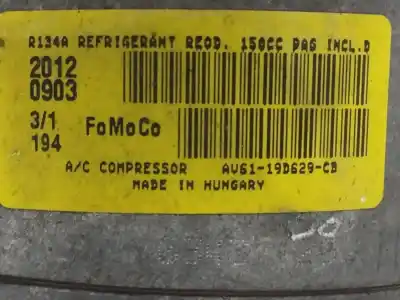 R134A REFRIGERANT REQD. 150CC PAG INCL.D
2012
0903
3/1
194
FoMoCo
A/C COMPRESSOR AV61-19D629-CB
MADE IN HUNGARY